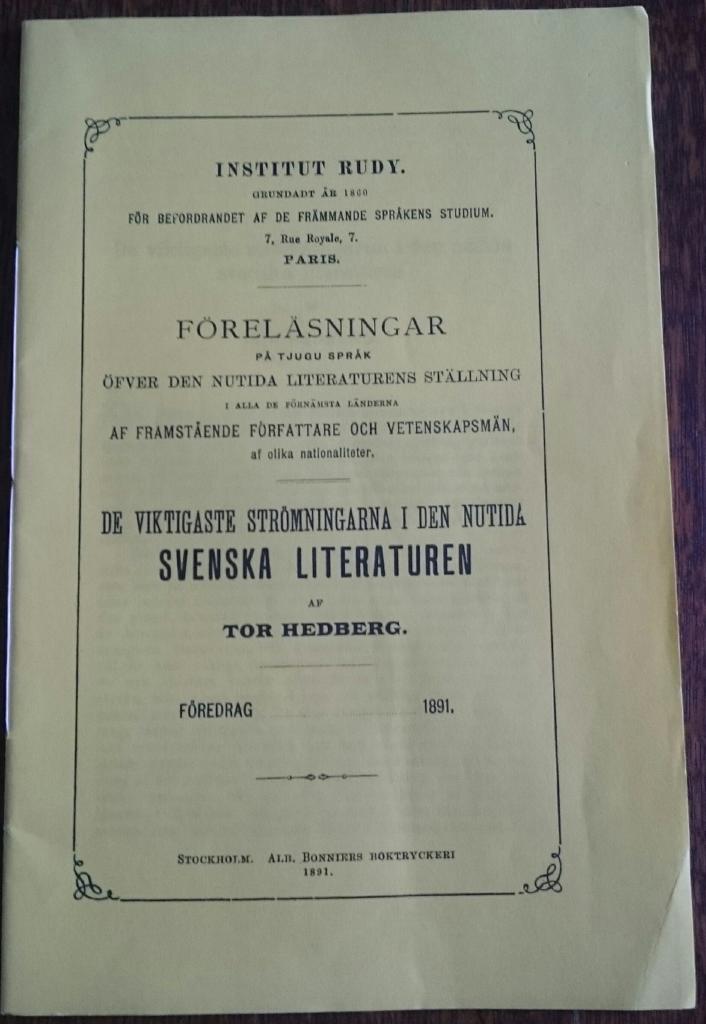 INSTITUT RUDY.
GRUNDADT ÅR 1860
FÖR BEFORDRANDET AF DE FRÄMMANDE SPRÅKENS STUDIUM.
7, Rue Royale, 7.
PARIS.
FÖRELÄSNINGAR
PÅ TJUGU SPRÅK
ÖFVER DEN NUTIDA LITERATURENS STÄLLNING
I ALLA DE FÖRNÄMSTA LÄNDERNA
AF FRAMSTÅENDE FÖRFATTARE OCH VETENSKAPSMÄN,
af olika nationaliteter.
DE VIKTIGASTE STRÖMNINGARNA I DEN NUTIDA
SVENSKA LITERATUREN
AF
TOR HEDBERG.
FÖREDRAG 1891.
STOCKHOLM. ALB. BONNIERS BOKTRYCKERI
1891.